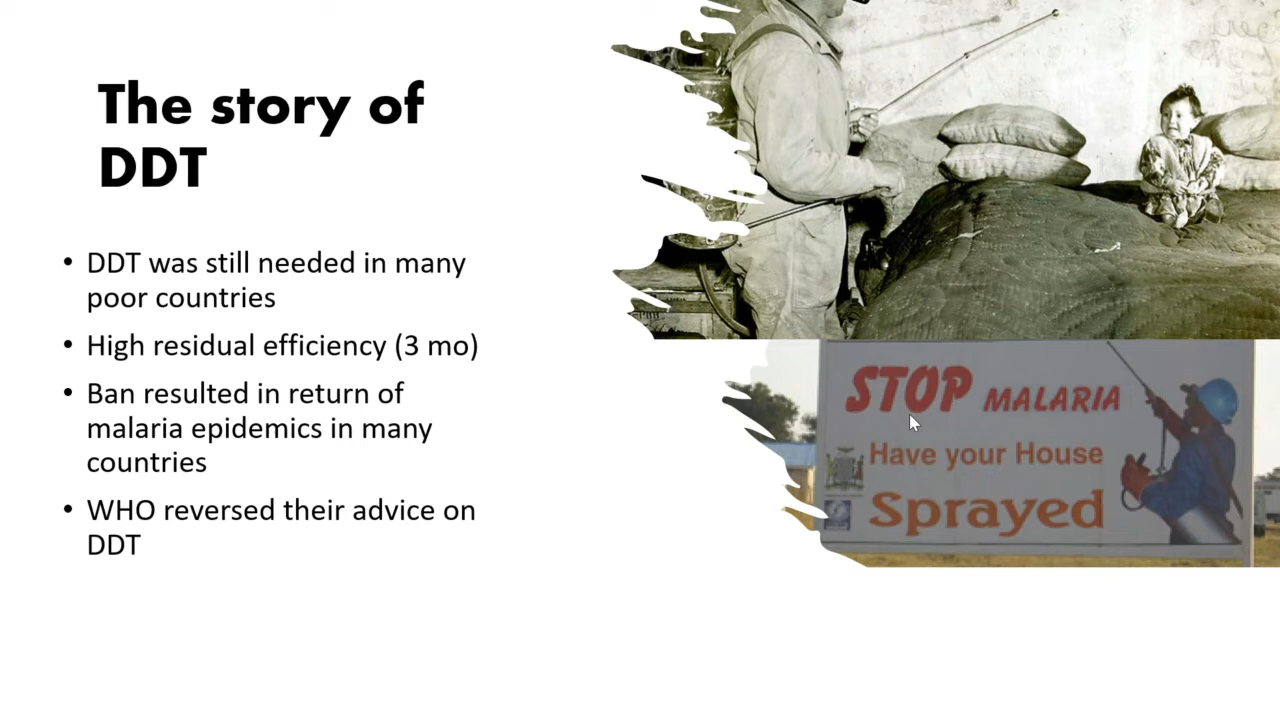 The story of
DDT
DDT was still needed in many
poor countries
High residual efficiency (3 mo)
Ban resulted in return of
malaria epidemics in many
countries
WHO reversed their advice on
DDT
STOP MALARIA
Have your House
Sprayed